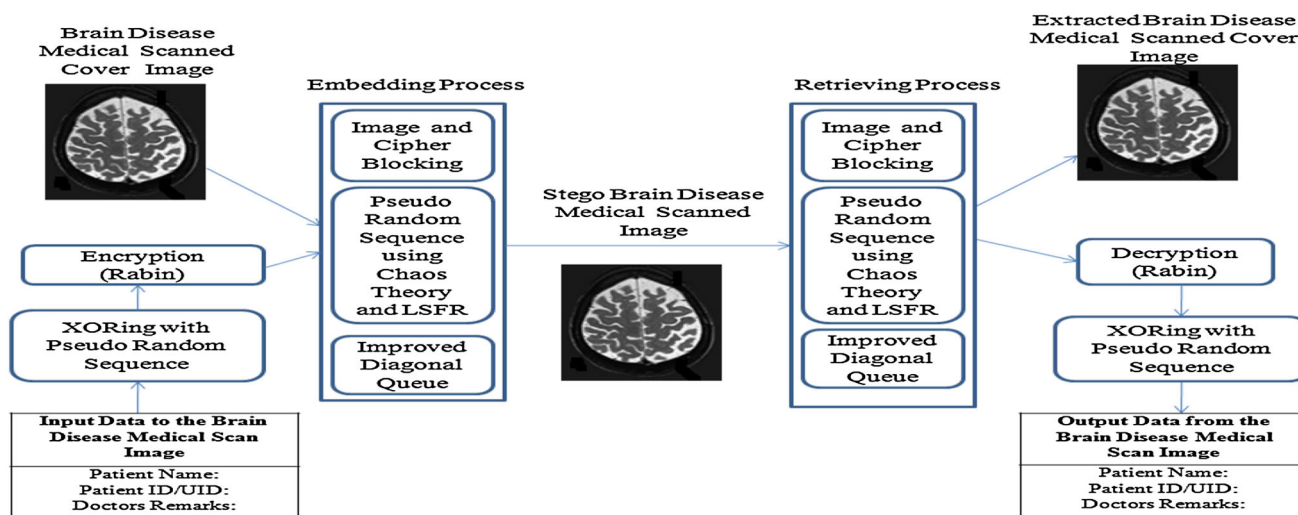 Brain Disease
Medical Scanned
Cover Image
Embedding Process
Image and
Cipher
Blocking
Pseudo
Random
Sequence
using
Chaos
Theory
and LSFR
Improved
Diagonal
Queue
Encryption
(Rabin)
XORing with
Pseudo Random
Sequence
Input Data to the Brain
Disease Medical Scan
Image
Patient Name:
Patient ID/UID:
Doctors Remarks:
Stego Brain Disease
Medical Scanned
Image
Retrieving Process
Image and
Cipher
Blocking
Pseudo
Random
Sequence
using
Chaos
Theory
and LSFR
Improved
Diagonal
Queue
Extracted Brain Disease
Medical Scanned Cover
Image
Decryption
(Rabin)
XORing with
Pseudo Random
Sequence
Output Data from the
Brain Disease Medical
Scan Image
Patient Name:
Patient ID/UID:
Doctors Remarks: